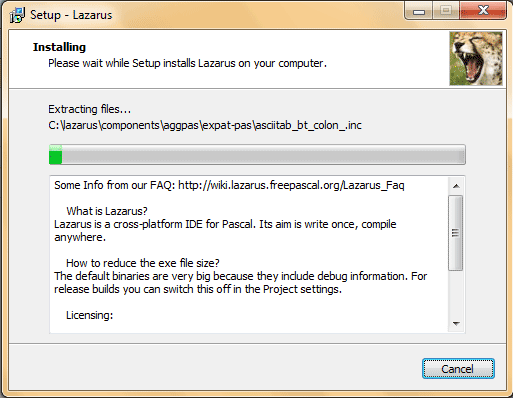 Setup - Lazarus
Installing
Please wait while Setup installs Lazarus on your computer.
Extracting files...
C:\lazarus\components\aggpas\expat-pas\asciitab_bt_colon_.inc
Some Info from our FAQ: http://wiki.lazarus.freepascal.org/Lazarus_Faq
What is Lazarus?
Lazarus is a cross-platform IDE for Pascal. Its aim is write once, compile
anywhere.
How to reduce the exe file size?
The default binaries are very big because they include debug information. For
release builds you can switch this off in the Project settings.
Licensing:
Cancel